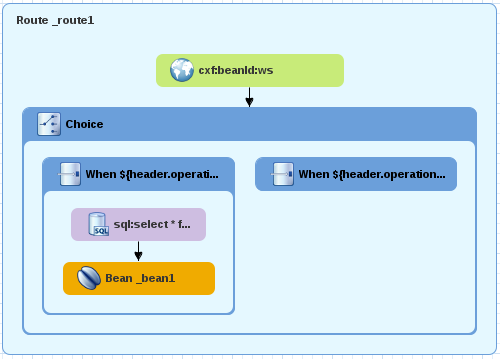 Route _route1
cxf:beanId:ws
Choice
When ${header.operati...
When ${header.operation...
sql:select * f...
Bean _bean1